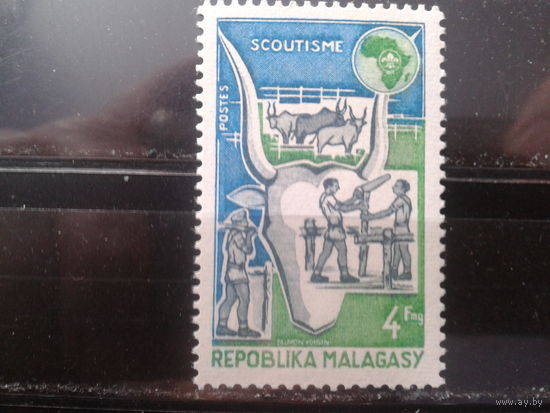 SCOUTISME
POSTES
4 Fmg
REPOBLIKA MALAGASY
www.ay.by